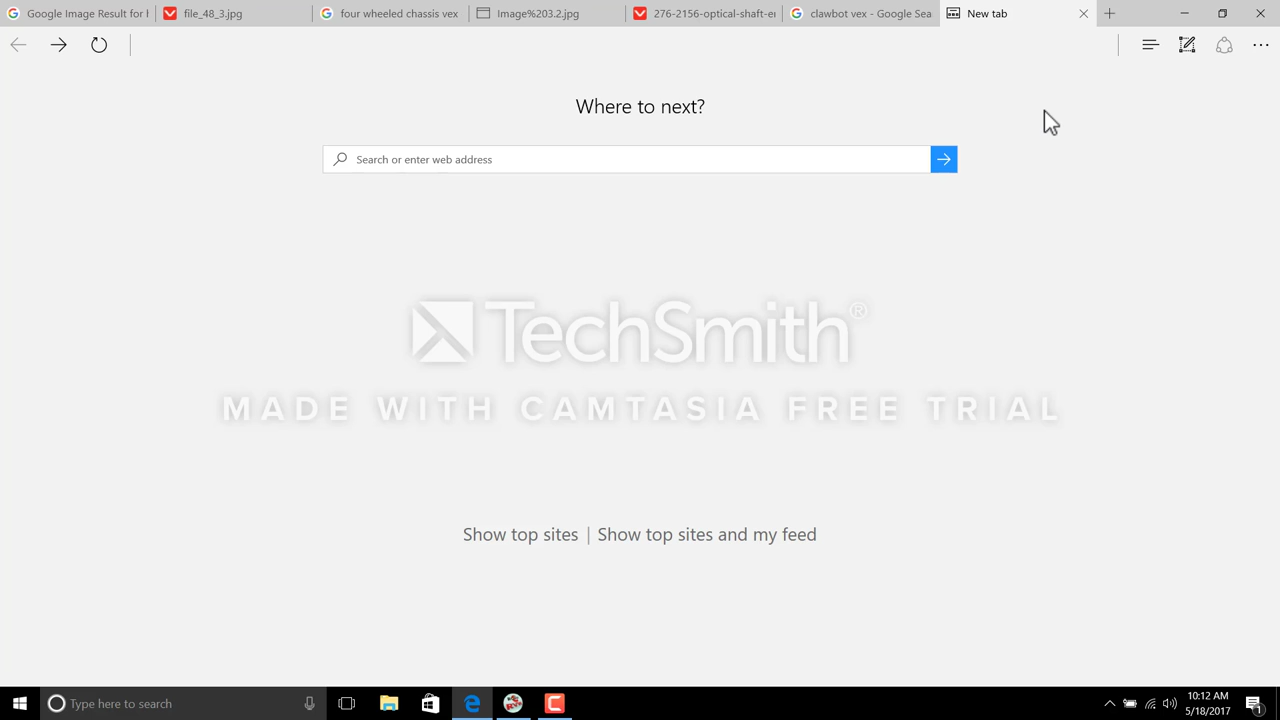 Google Image Result for h
file_48_3.jpg
four wheeled chassis vex
Image%203.2.jpg
276-2156-optical-shaft-en
clawbot vex - Google Sea
New tab
Where to next?
Search or enter web address
TechSmith®
MADE WITH CAMTASIA FREE TRIAL
Show top sites | Show top sites and my feed
Type here to search
10:12 AM
5/18/2017
1